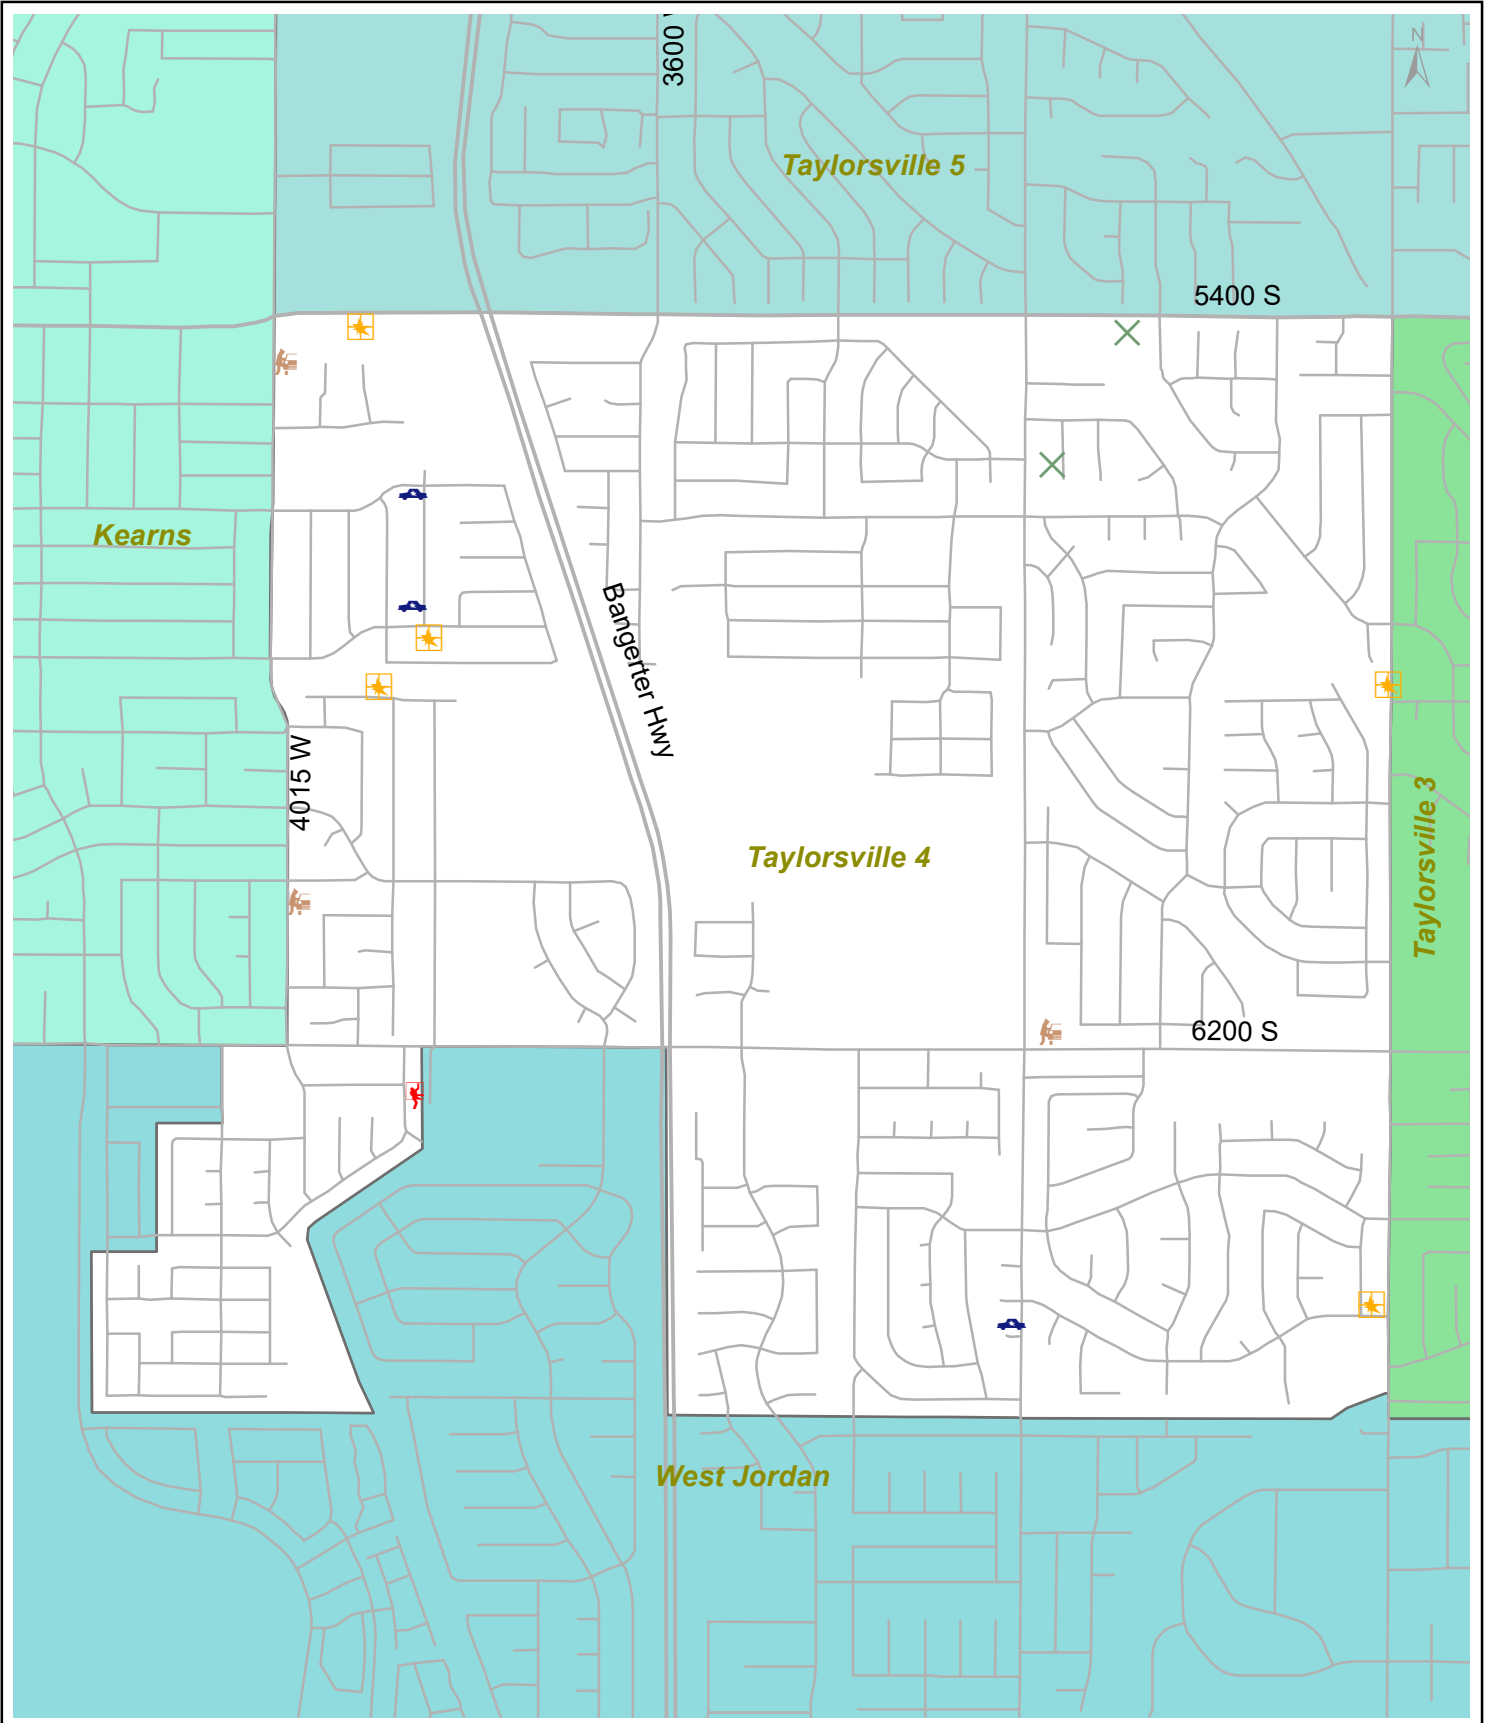 N
3600
Taylorsville 5
5400 S
Kearns
Bangerter Hwy
4015 W
Taylorsville 4
Taylorsville 3
6200 S
West Jordan